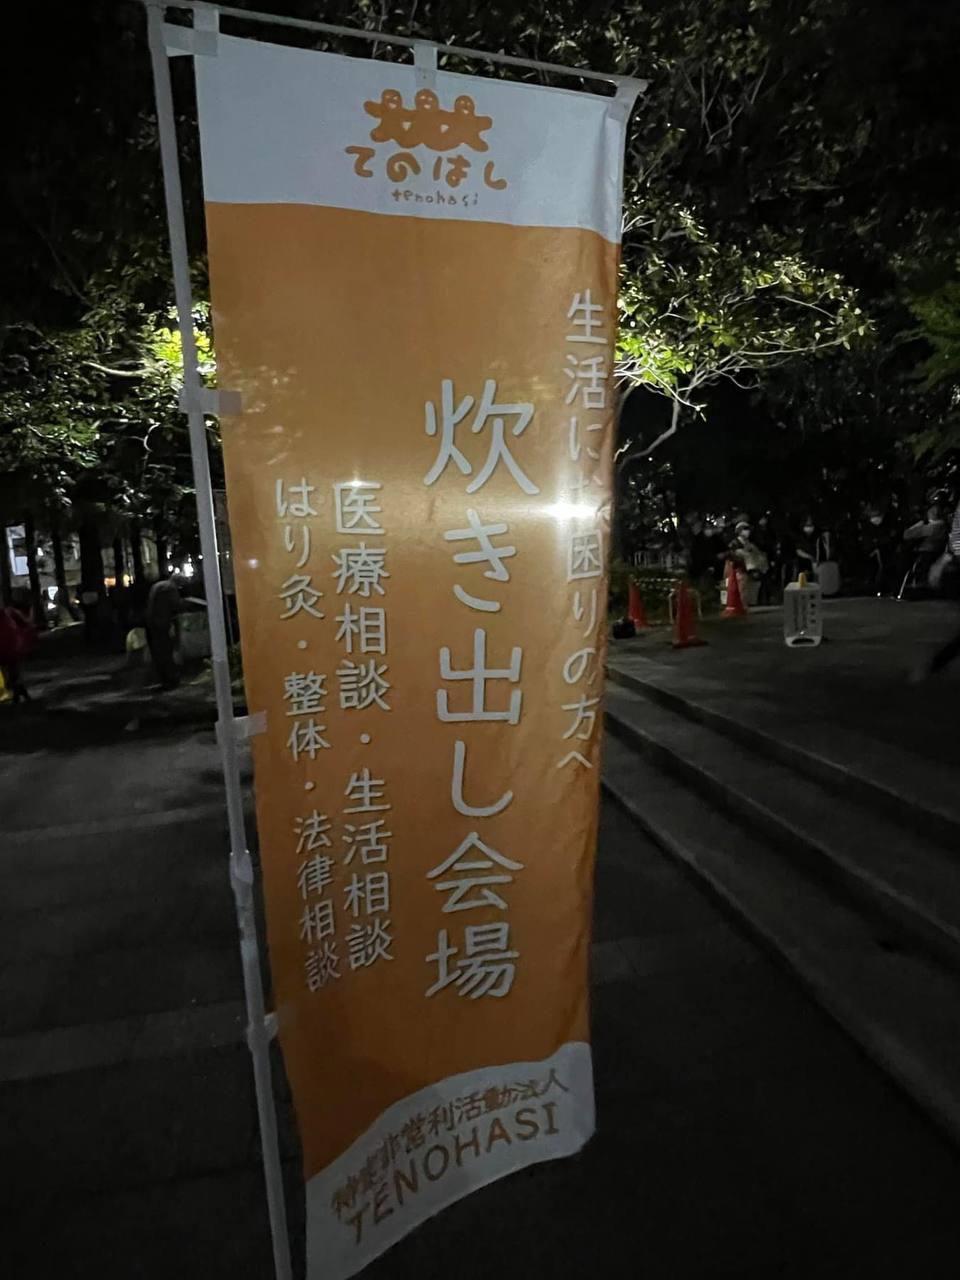 てのはし
tenohasi
生活にお困りの方へ
炊き出し会場
医療相談・生活相談
はり灸・整体・法律相談
特定非営利活動法人
TENOHASI